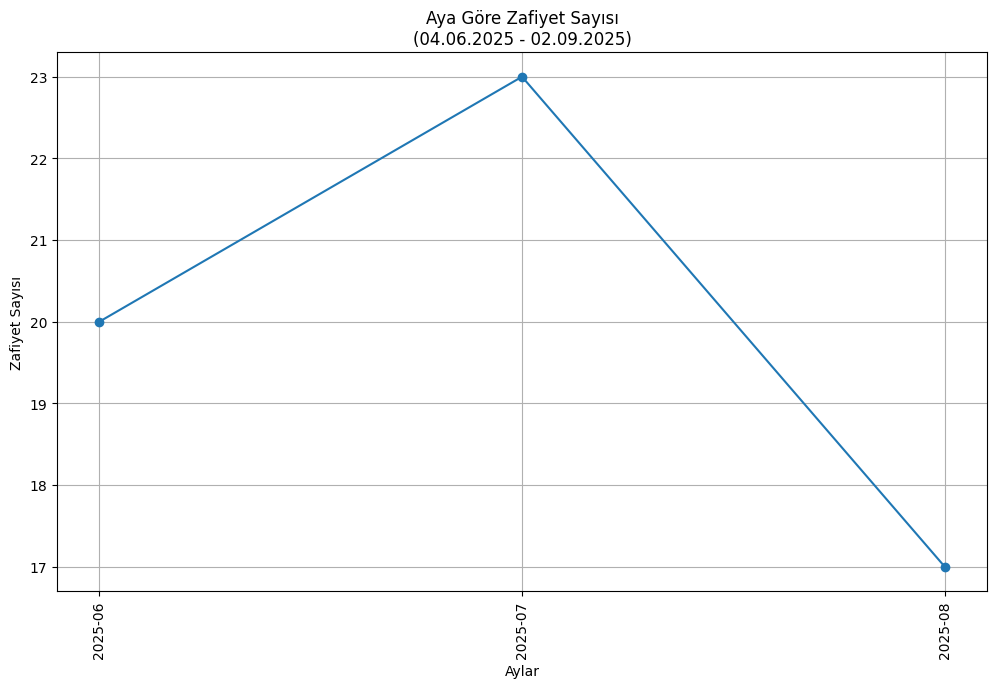 Aya Göre Zafiyet Sayısı
(04.06.2025 - 02.09.2025)
Zafiyet Sayısı
23
22
21
20
19
18
17
2025-06
2025-07
2025-08
Aylar